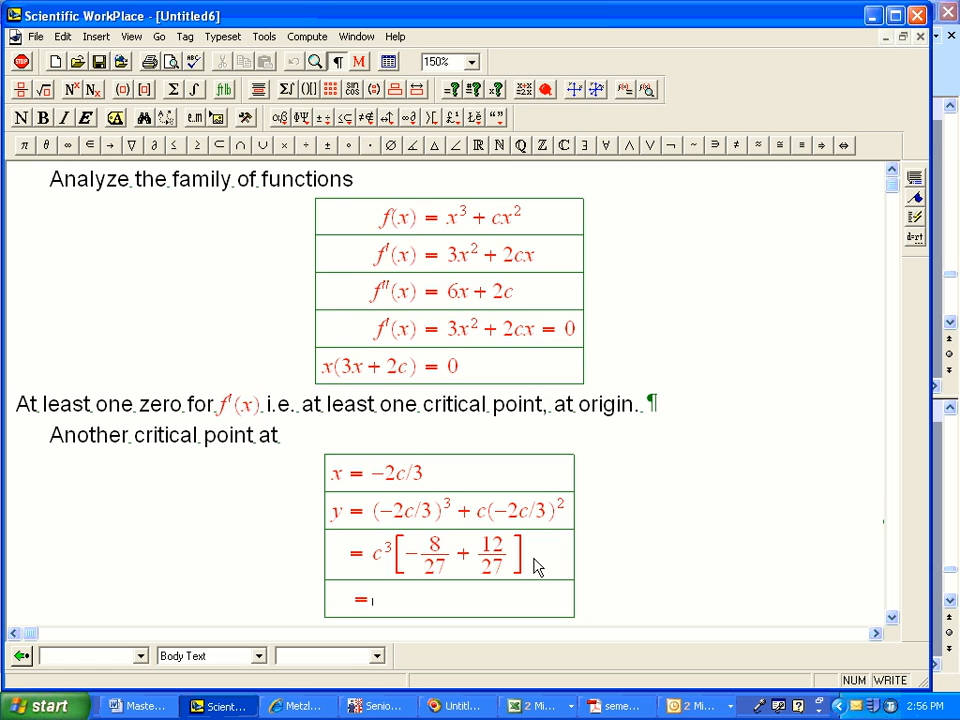 Scientific WorkPlace - [Untitled6]
File Edit Insert View Go Tag Typeset Tools Compute Window Help
150%
π θ ∞ ∈ → ∇ ∂ ≤ ≥ ⊂ ∩ ∪ × ÷ ± ∘ · ∅ ∡ △ ∠ ℝ ℕ ℚ ℤ ℂ ∃ ∀ ∧ ∨ ¬ ~ ∋ ≠ ≈ ≅ ≡ ⇒ ⇔
Analyze the family of functions
f(x) = x³ + cx²
f′(x) = 3x² + 2cx
f″(x) = 6x + 2c
f′(x) = 3x² + 2cx = 0
x(3x + 2c) = 0
At least one zero for f′(x) i.e. at least one critical point, at origin. ¶
Another critical point at
x = −2c/3
y = (−2c/3)³ + c(−2c/3)²
= c³[−8/27 + 12/27]
=
Body Text
NUM WRITE
start Maste... Scient... Metzl... Senio... Untitl... 2 Mi... seme... 2 Mi... 2:56 PM